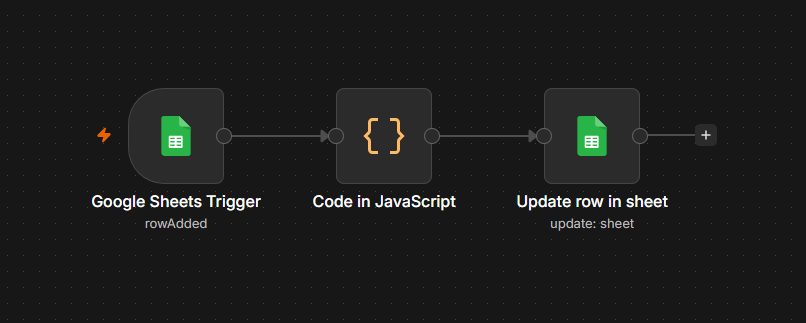 Google Sheets Trigger
rowAdded
Code in JavaScript
Update row in sheet
update: sheet